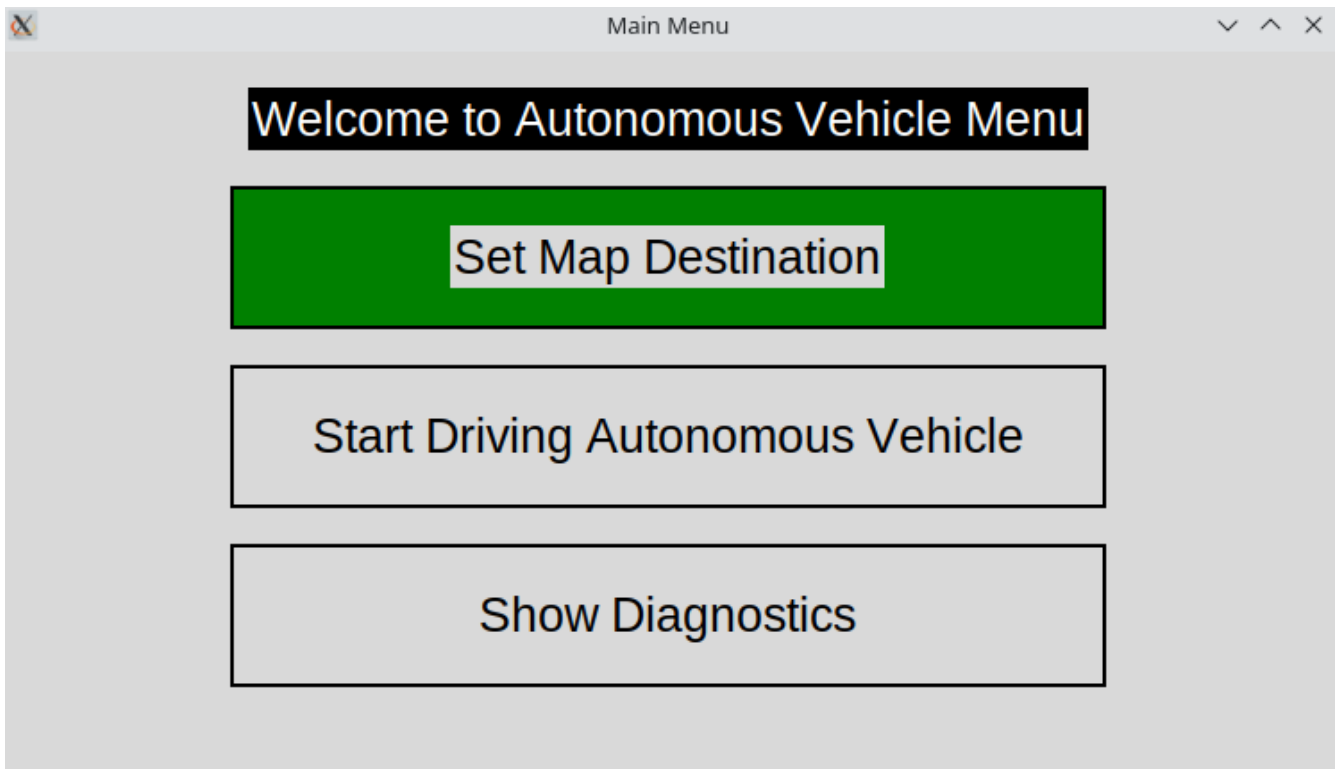 Main Menu
Welcome to Autonomous Vehicle Menu
Set Map Destination
Start Driving Autonomous Vehicle
Show Diagnostics